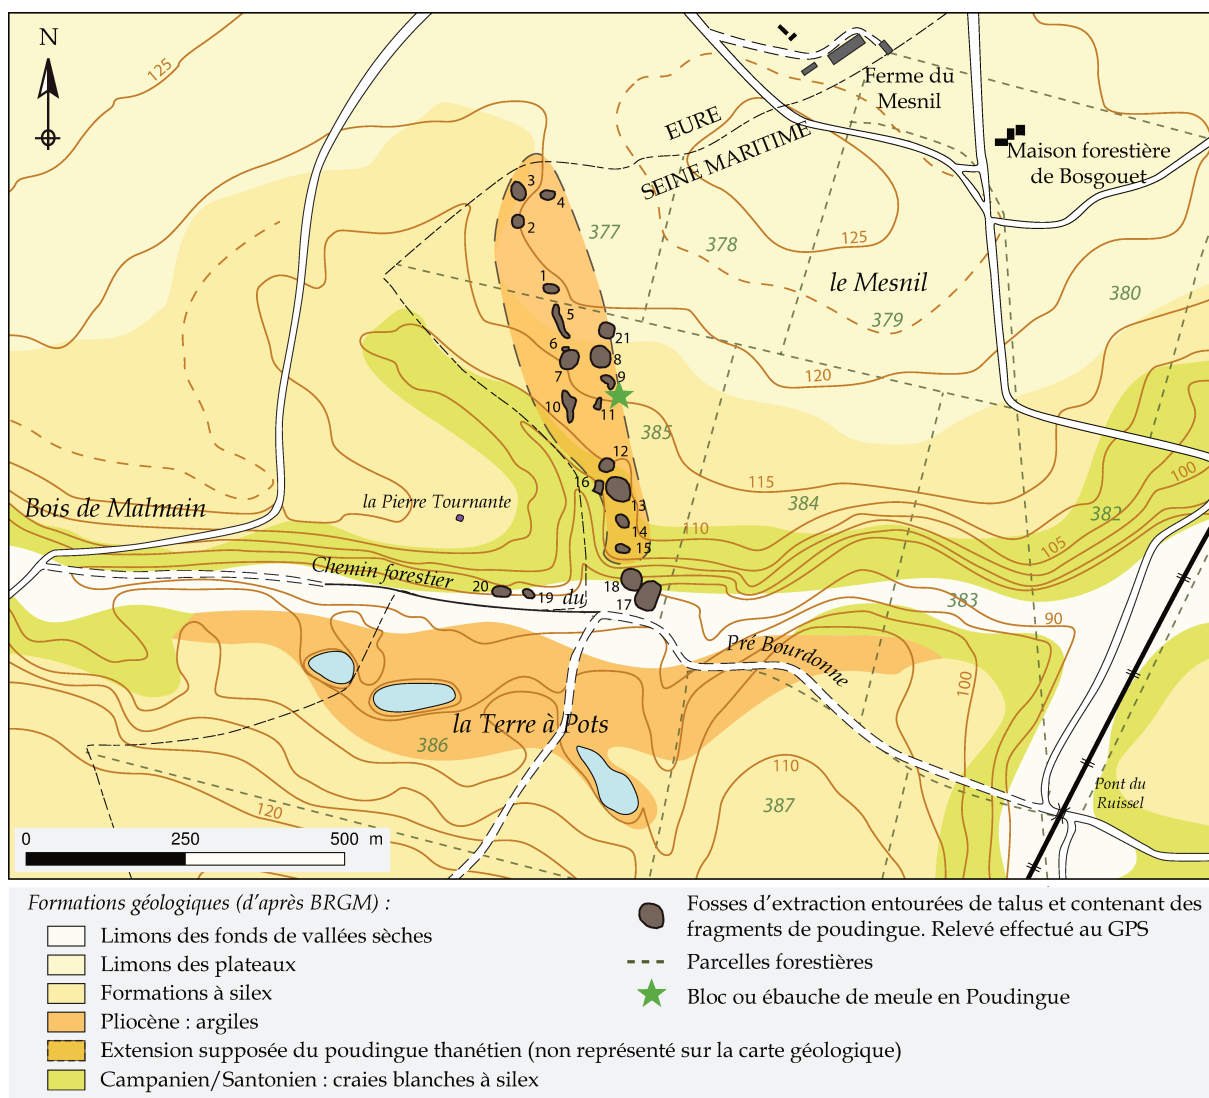 N
125
EURE
SEINE MARITIME
Ferme du
Mesnil
Maison forestière
de Bosgouet
3
4
2
377
378
125
le Mesnil
379
380
1
5
21
6
8
7
9
120
10
11
385
12
115
100
16
13
384
382
Bois de Malmain
la Pierre Tournante
14
110
15
105
Chemin forestier
20
19
du
18
17
383
90
Pré Bourdonne
100
la Terre à Pots
386
110
387
120
Pont du
Ruissel
0 250 500 m
Formations géologiques (d'après BRGM) :
Limons des fonds de vallées sèches
Limons des plateaux
Formations à silex
Pliocène : argiles
Extension supposée du poudingue thanétien (non représenté sur la carte géologique)
Campanien/Santonien : craies blanches à silex
Fosses d'extraction entourées de talus et contenant des
fragments de poudingue. Relevé effectué au GPS
Parcelles forestières
Bloc ou ébauche de meule en Poudingue